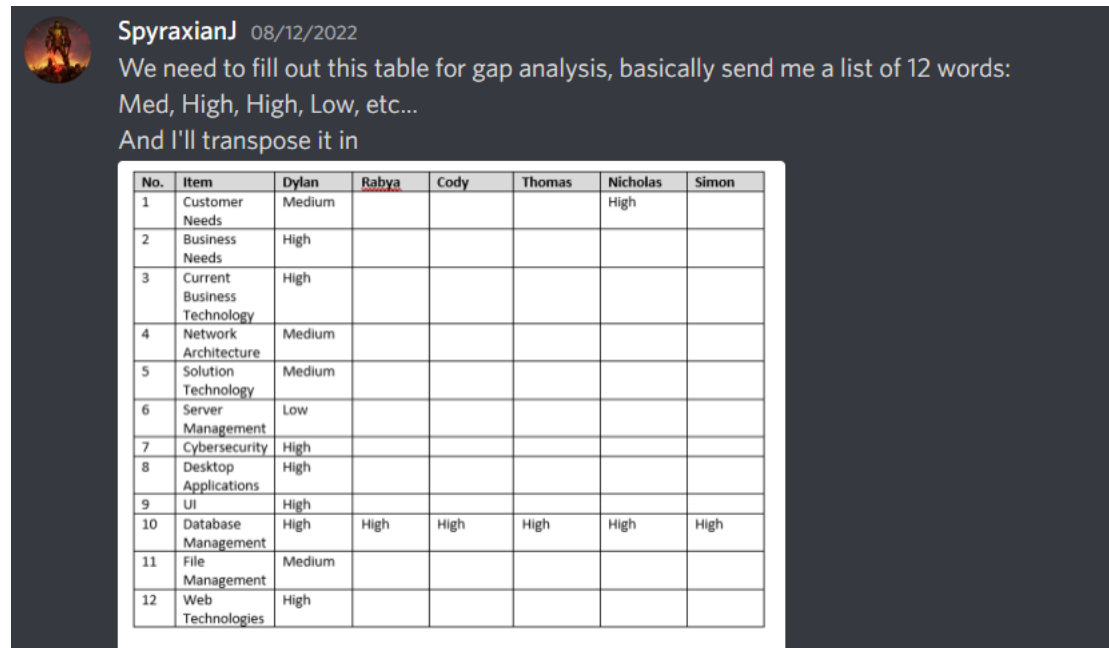 SpyraxianJ 08/12/2022
We need to fill out this table for gap analysis, basically send me a list of 12 words:
Med, High, High, Low, etc...
And I'll transpose it in
No. Item Dylan Rabya Cody Thomas Nicholas Simon
1 Customer Medium High
Needs
2 Business High
Needs
3 Current High
Business
Technology
4 Network Medium
Architecture
5 Solution Medium
Technology
6 Server Low
Management
7 Cybersecurity High
8 Desktop High
Applications
9 UI High
10 Database High High High High High High
Management
11 File Medium
Management
12 Web High
Technologies